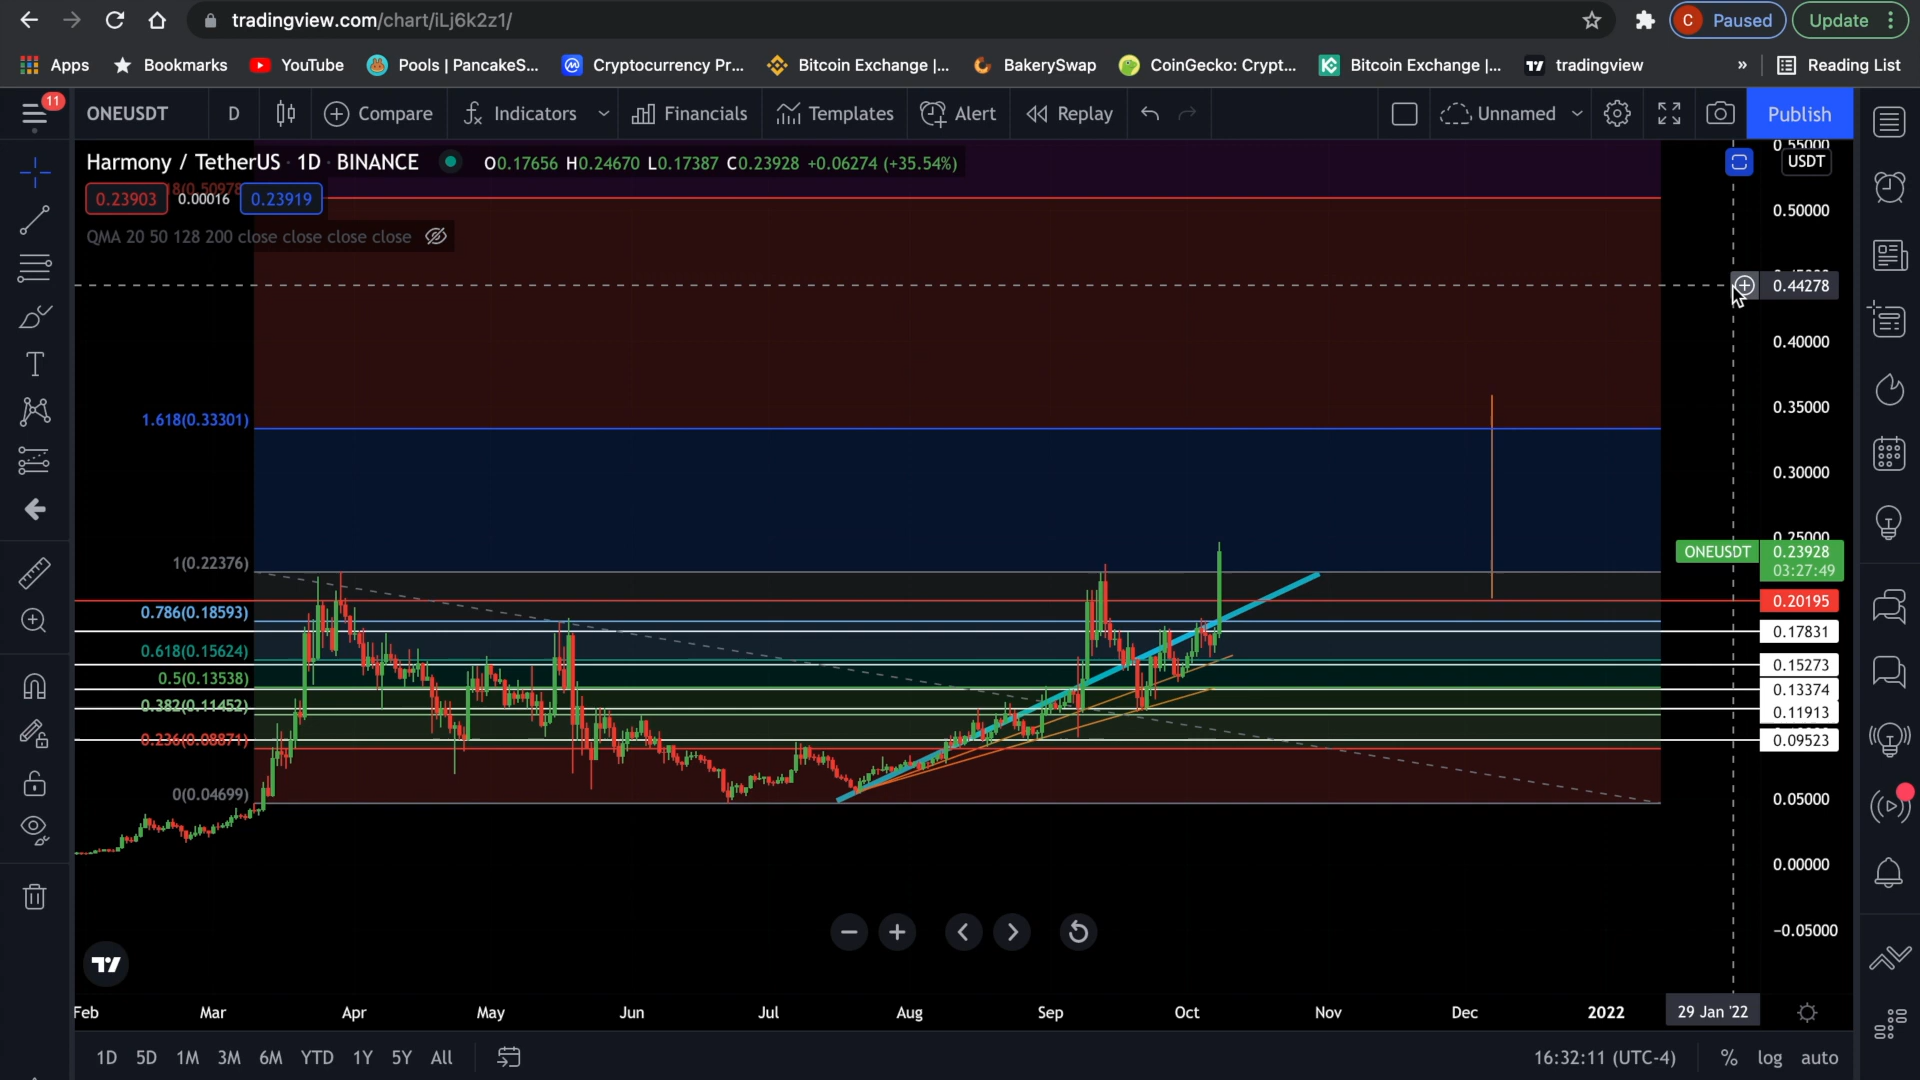 tradingview.com/chart/iLj6k2z1/
C Paused Update
Apps Bookmarks YouTube Pools | PancakeS... Cryptocurrency Pr... Bitcoin Exchange |... BakerySwap CoinGecko: Crypt... Bitcoin Exchange |... tradingview » Reading List
11 ONEUSDT D Compare Indicators Financials Templates Alert Replay Unnamed Publish
Harmony / TetherUS · 1D · BINANCE O0.17656 H0.24670 L0.17387 C0.23928 +0.06274 (+35.54%)
0.55000
USDT
0.23903 0.00016 0.23919
0.50000
QMA 20 50 128 200 close close close close
0.44278
0.40000
0.35000
1.618(0.33301)
0.30000
0.25000
ONEUSDT 0.23928
03:27:49
1(0.22376)
0.20195
0.786(0.18593)
0.17831
0.618(0.15624)
0.15273
0.5(0.13538)
0.13374
0.382(0.11452)
0.11913
0.236(0.08871)
0.09523
0(0.04699)
0.05000
0.00000
−0.05000
Feb Mar Apr May Jun Jul Aug Sep Oct Nov Dec 2022 29 Jan '22
1D 5D 1M 3M 6M YTD 1Y 5Y All 16:32:11 (UTC-4) % log auto